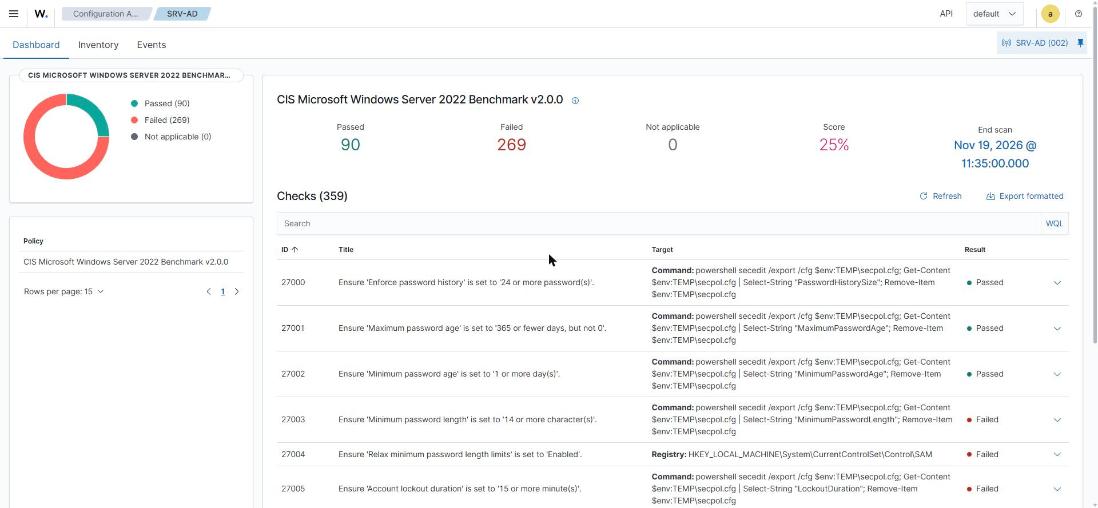 W.
Configuration A...
SRV-AD
API
default
a
Dashboard
Inventory
Events
SRV-AD (002)
CIS MICROSOFT WINDOWS SERVER 2022 BENCHMAR...
Passed (90)
Failed (269)
Not applicable (0)
Policy
CIS Microsoft Windows Server 2022 Benchmark v2.0.0
Rows per page: 15
1
CIS Microsoft Windows Server 2022 Benchmark v2.0.0
Passed
90
Failed
269
Not applicable
0
Score
25%
End scan
Nov 19, 2026 @
11:35:00.000
Checks (359)
Refresh
Export formatted
Search
WQL
ID Title Target Result
27000
Ensure 'Enforce password history' is set to '24 or more password(s)'.
Command: powershell secedit /export /cfg $env:TEMP\secpol.cfg; Get-Content
$env:TEMP\secpol.cfg | Select-String "PasswordHistorySize"; Remove-Item
$env:TEMP\secpol.cfg
Passed
27001
Ensure 'Maximum password age' is set to '365 or fewer days, but not 0'.
Command: powershell secedit /export /cfg $env:TEMP\secpol.cfg; Get-Content
$env:TEMP\secpol.cfg | Select-String "MaximumPasswordAge"; Remove-Item
$env:TEMP\secpol.cfg
Passed
27002
Ensure 'Minimum password age' is set to '1 or more day(s)'.
Command: powershell secedit /export /cfg $env:TEMP\secpol.cfg; Get-Content
$env:TEMP\secpol.cfg | Select-String "MinimumPasswordAge"; Remove-Item
$env:TEMP\secpol.cfg
Passed
27003
Ensure 'Minimum password length' is set to '14 or more character(s)'.
Command: powershell secedit /export /cfg $env:TEMP\secpol.cfg; Get-Content
$env:TEMP\secpol.cfg | Select-String "MinimumPasswordLength"; Remove-Item
$env:TEMP\secpol.cfg
Failed
27004
Ensure 'Relax minimum password length limits' is set to 'Enabled'.
Registry: HKEY_LOCAL_MACHINE\System\CurrentControlSet\Control\SAM
Failed
27005
Ensure 'Account lockout duration' is set to '15 or more minute(s)'.
Command: powershell secedit /export /cfg $env:TEMP\secpol.cfg; Get-Content
$env:TEMP\secpol.cfg | Select-String "LockoutDuration"; Remove-Item
$env:TEMP\secpol.cfg
Failed